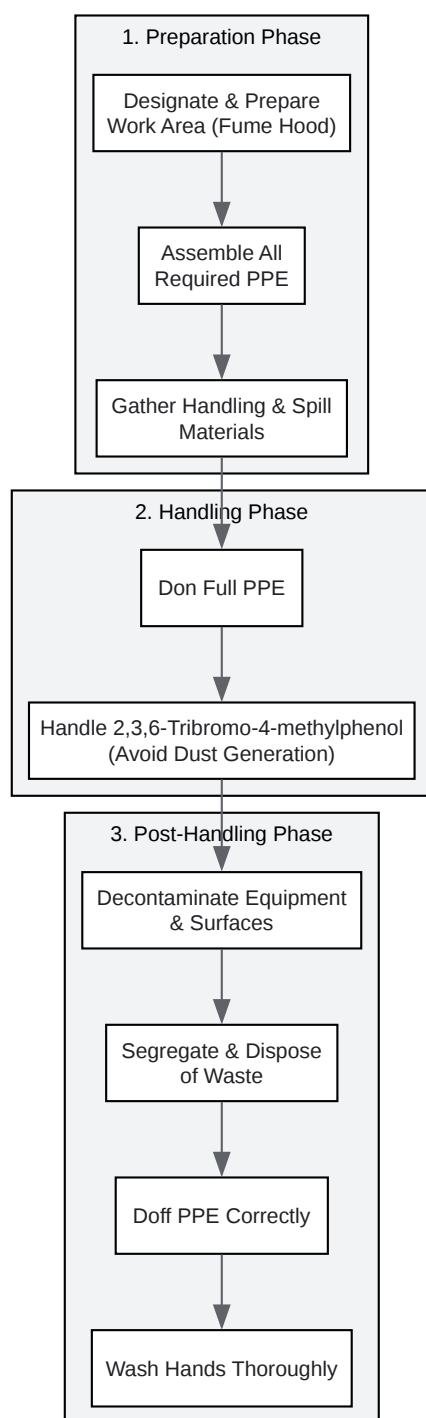 1. Preparation Phase
Designate & Prepare
Work Area (Fume Hood)
Assemble All
Required PPE
Gather Handling & Spill
Materials
2. Handling Phase
Don Full PPE
Handle 2,3,6-Tribromo-4-methylphenol
(Avoid Dust Generation)
3. Post-Handling Phase
Decontaminate Equipment
& Surfaces
Segregate & Dispose
of Waste
Doff PPE Correctly
Wash Hands Thoroughly